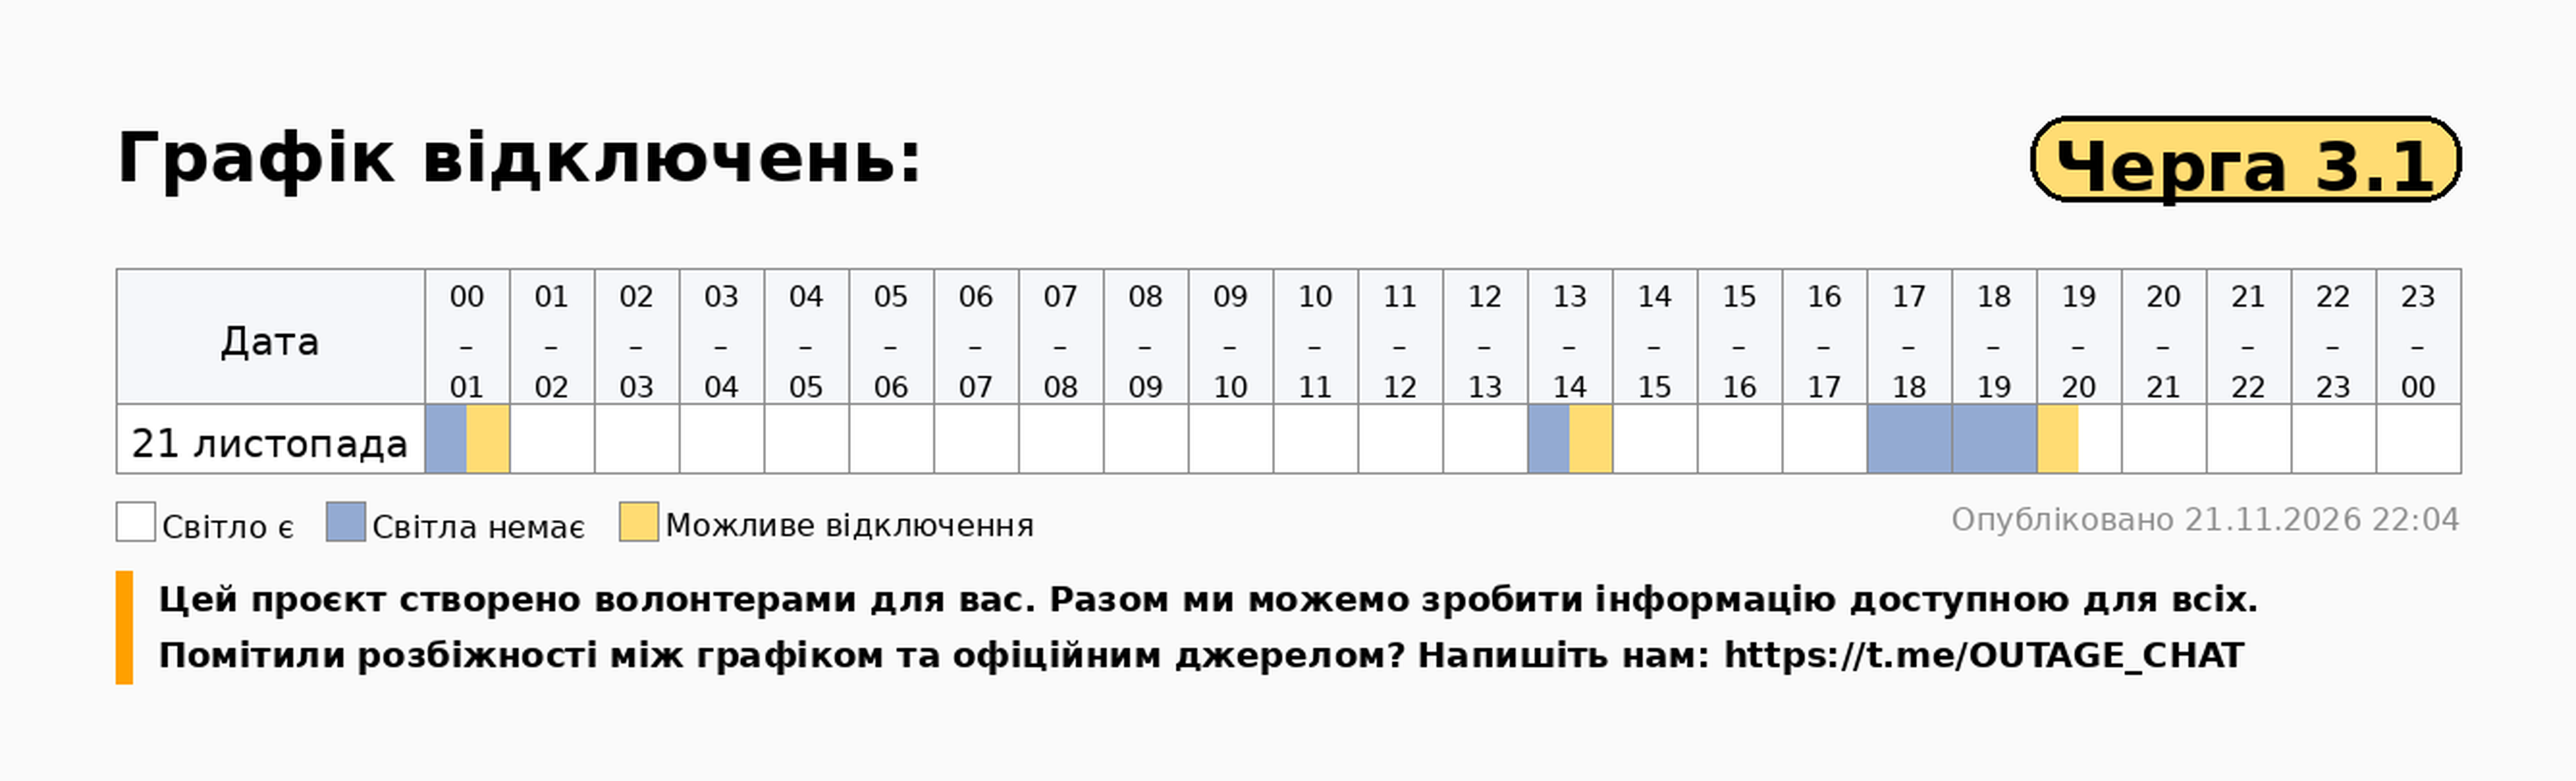 Графік відключень:
Черга 3.1
Дата
00 – 01
01 – 02
02 – 03
03 – 04
04 – 05
05 – 06
06 – 07
07 – 08
08 – 09
09 – 10
10 – 11
11 – 12
12 – 13
13 – 14
14 – 15
15 – 16
16 – 17
17 – 18
18 – 19
19 – 20
20 – 21
21 – 22
22 – 23
23 – 00
21 листопада
Світло є
Світла немає
Можливе відключення
Опубліковано 21.11.2026 22:04
Цей проєкт створено волонтерами для вас. Разом ми можемо зробити інформацію доступною для всіх.
Помітили розбіжності між графіком та офіційним джерелом? Напишіть нам: https://t.me/OUTAGE_CHAT